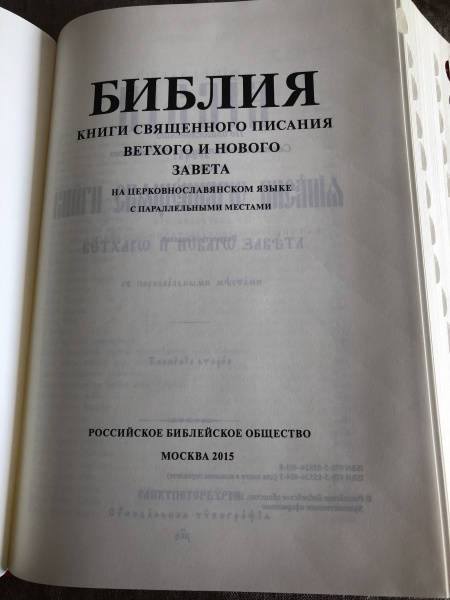 БИБЛИЯ
КНИГИ СВЯЩЕННОГО ПИСАНИЯ
ВЕТХОГО И НОВОГО
ЗАВЕТА
НА ЦЕРКОВНОСЛАВЯНСКОМ ЯЗЫКЕ
С ПАРАЛЛЕЛЬНЫМИ МЕСТАМИ
РОССИЙСКОЕ БИБЛЕЙСКОЕ ОБЩЕСТВО
МОСКВА 2015